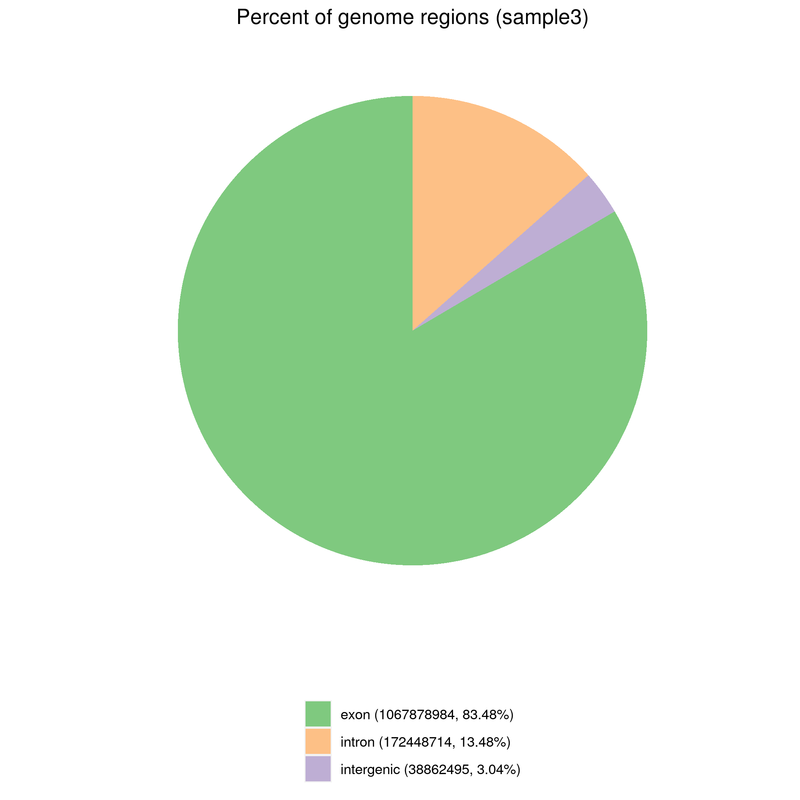 Percent of genome regions (sample3)
exon (1067878984, 83.48%)
intron (172448714, 13.48%)
intergenic (38862495, 3.04%)